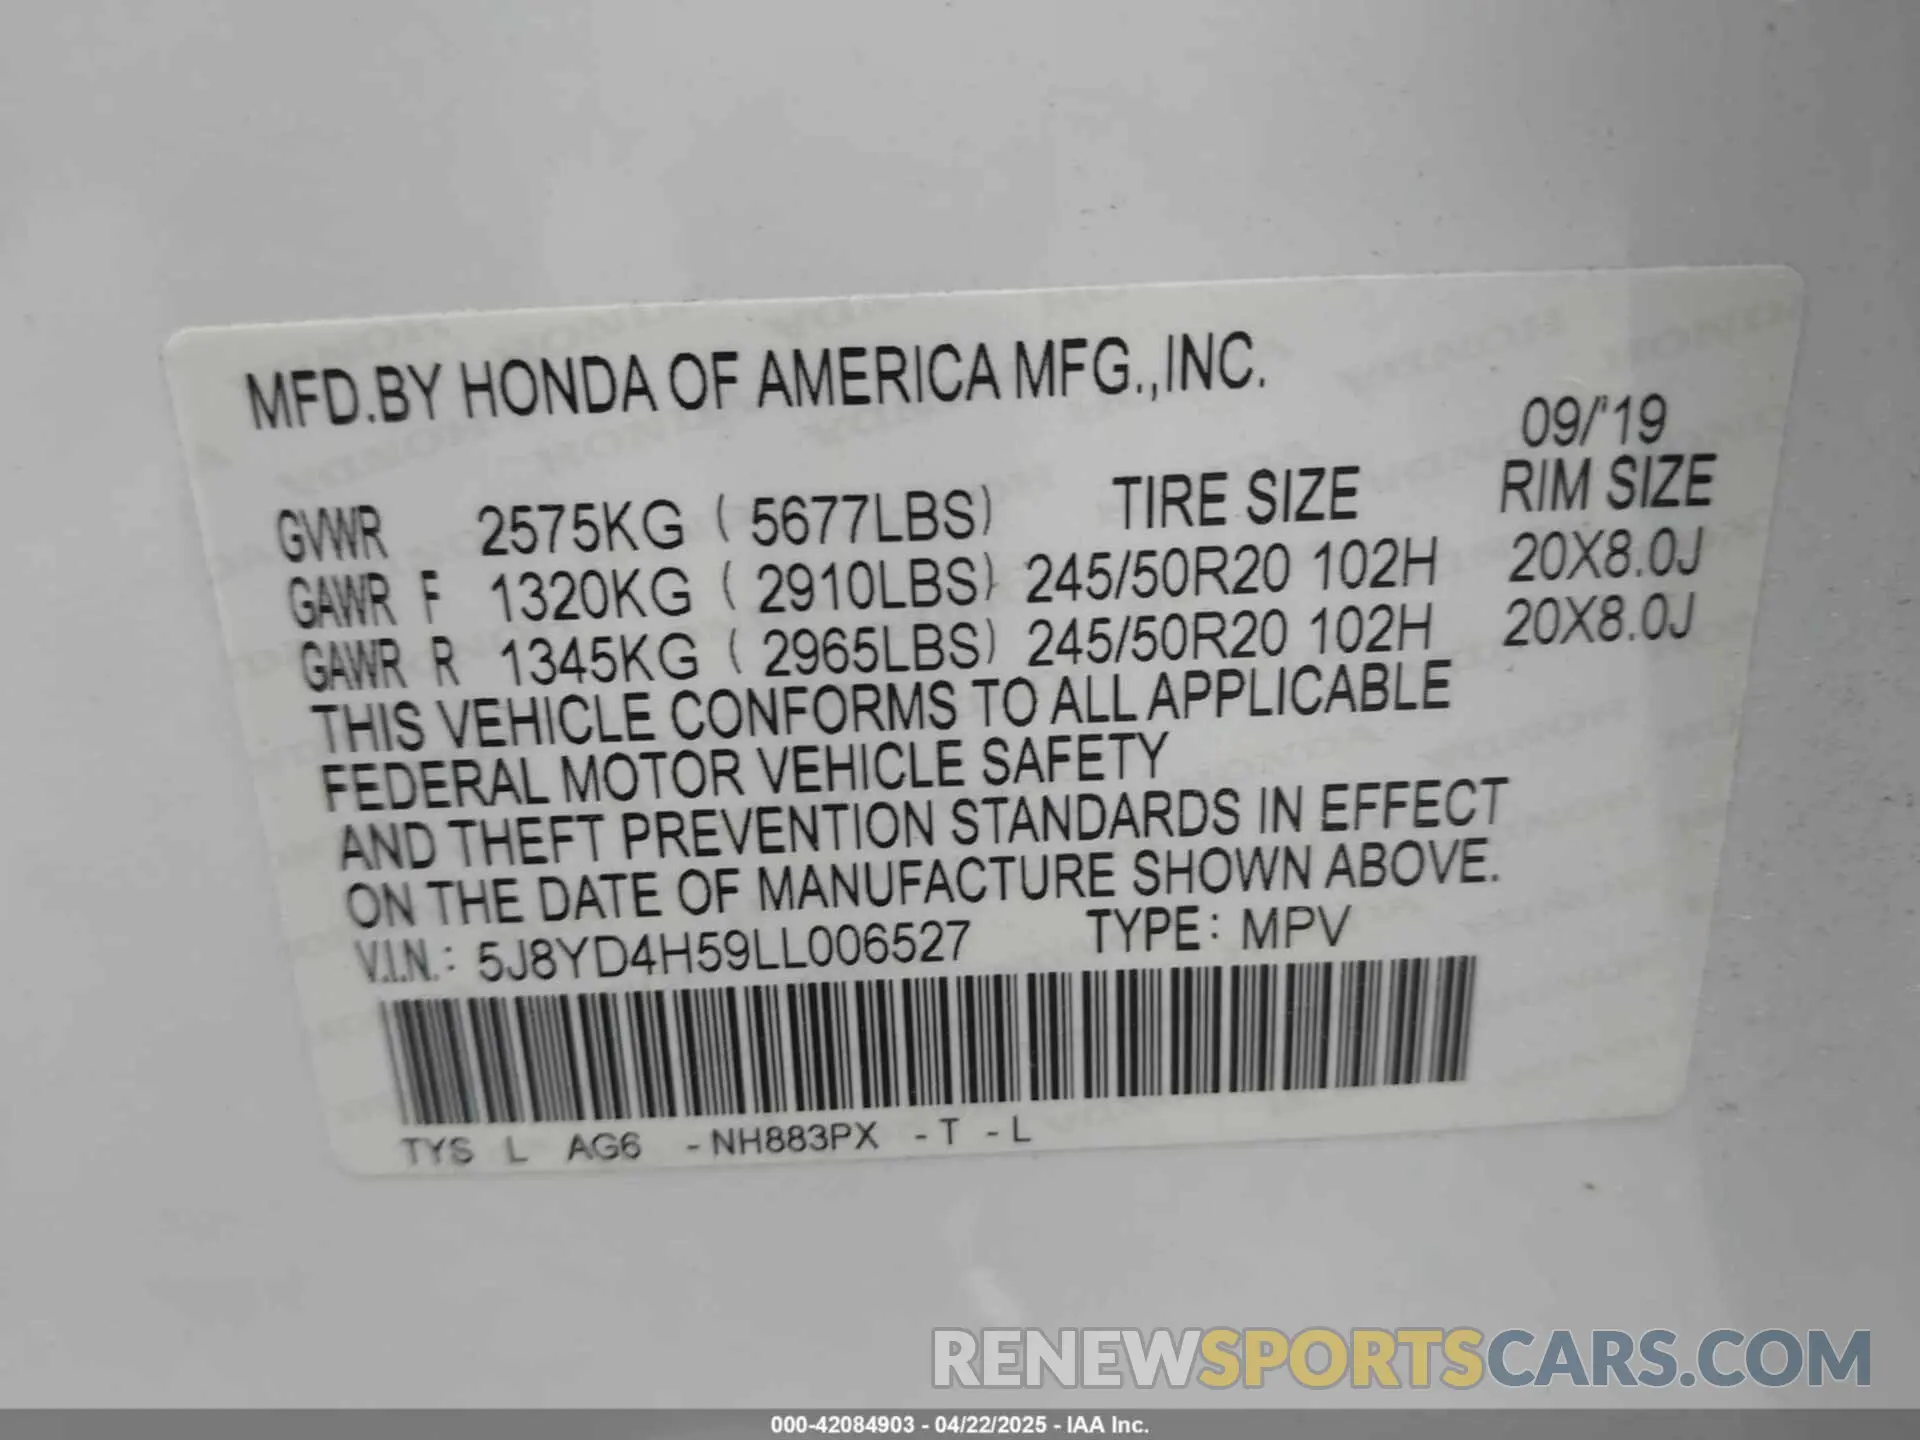 MFD.BY HONDA OF AMERICA MFG.,INC.
09/'19
GVWR 2575KG ( 5677LBS) TIRE SIZE RIM SIZE
GAWR F 1320KG ( 2910LBS) 245/50R20 102H 20X8.0J
GAWR R 1345KG ( 2965LBS) 245/50R20 102H 20X8.0J
THIS VEHICLE CONFORMS TO ALL APPLICABLE
FEDERAL MOTOR VEHICLE SAFETY
AND THEFT PREVENTION STANDARDS IN EFFECT
ON THE DATE OF MANUFACTURE SHOWN ABOVE.
V.I.N.: 5J8YD4H59LL006527 TYPE: MPV
TYS L AG6 -NH883PX -T -L
RENEWSPORTSCARS.COM
000-42084903 - 04/22/2025 - IAA Inc.